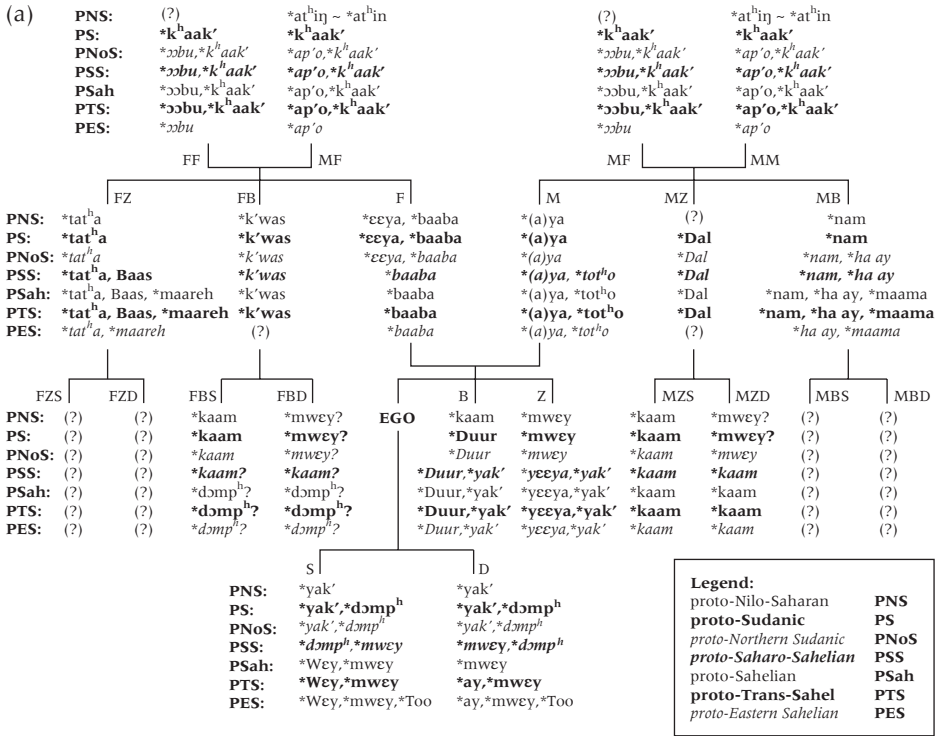 (a)
PNS: (?) *atʰiŋ ~ *atʰin (?) *atʰiŋ ~ *atʰin
PS: *kʰaak' *kʰaak' *kʰaak' *kʰaak'
PNoS: *ɔɔbu,*kʰaak' *ap'o,*kʰaak' *ɔɔbu,*kʰaak' *ap'o,*kʰaak'
PSS: *ɔɔbu,*kʰaak' *ap'o,*kʰaak' *ɔɔbu,*kʰaak' *ap'o,*kʰaak'
PSah *ɔɔbu,*kʰaak' *ap'o,*kʰaak' *ɔɔbu,*kʰaak' *ap'o,*kʰaak'
PTS: *ɔɔbu,*kʰaak' *ap'o,*kʰaak' *ɔɔbu,*kʰaak' *ap'o,*kʰaak'
PES: *ɔɔbu *ap'o *ɔɔbu *ap'o
FF MF MF MM
FZ FB F M MZ MB
PNS: *tatʰa *k'was *ɛɛya, *baaba *(a)ya (?) *nam
PS: *tatʰa *k'was *ɛɛya, *baaba *(a)ya *Dal *nam
PNoS: *tatʰa *k'was *ɛɛya, *baaba *(a)ya *Dal *nam, *ha ay
PSS: *tatʰa, Baas *k'was *baaba *(a)ya, *totʰo *Dal *nam, *ha ay
PSah: *tatʰa, Baas, *maareh *k'was *baaba *(a)ya, *totʰo *Dal *nam, *ha ay, *maama
PTS: *tatʰa, Baas, *maareh *k'was *baaba *(a)ya, *totʰo *Dal *nam, *ha ay, *maama
PES: *tatʰa, *maareh (?) *baaba *(a)ya, *totʰo (?) *ha ay, *maama
FZS FZD FBS FBD B Z MZS MZD MBS MBD
PNS: (?) (?) *kaam *mwɛy? EGO *kaam *mwɛy *kaam *mwɛy? (?) (?)
PS: (?) (?) *kaam *mwɛy? *Duur *mwɛy *kaam *mwɛy? (?) (?)
PNoS: (?) (?) *kaam *mwɛy? *Duur *mwɛy *kaam *mwɛy (?) (?)
PSS: (?) (?) *kaam? *kaam? *Duur,*yak' *yɛɛya,*yak' *kaam *kaam (?) (?)
PSah: (?) (?) *dɔmpʰ? *dɔmpʰ? *Duur,*yak' *yɛɛya,*yak' *kaam *kaam (?) (?)
PTS: (?) (?) *dɔmpʰ? *dɔmpʰ? *Duur,*yak' *yɛɛya,*yak' *kaam *kaam (?) (?)
PES: (?) (?) *dɔmpʰ? *dɔmpʰ? *Duur,*yak' *yɛɛya,*yak' *kaam *kaam (?) (?)
S D
PNS: *yak' *yak'
PS: *yak',*dɔmpʰ *yak',*dɔmpʰ
PNoS: *yak',*dɔmpʰ *yak',*dɔmpʰ
PSS: *dɔmpʰ,*mwɛy *mwɛy,*dɔmpʰ
PSah: *Wɛy,*mwɛy *mwɛy
PTS: *Wɛy,*mwɛy *ay,*mwɛy
PES: *Wɛy,*mwɛy,*Too *ay,*mwɛy,*Too
Legend:
proto-Nilo-Saharan PNS
proto-Sudanic PS
proto-Northern Sudanic PNoS
proto-Saharo-Sahelian PSS
proto-Sahelian PSah
proto-Trans-Sahel PTS
proto-Eastern Sahelian PES